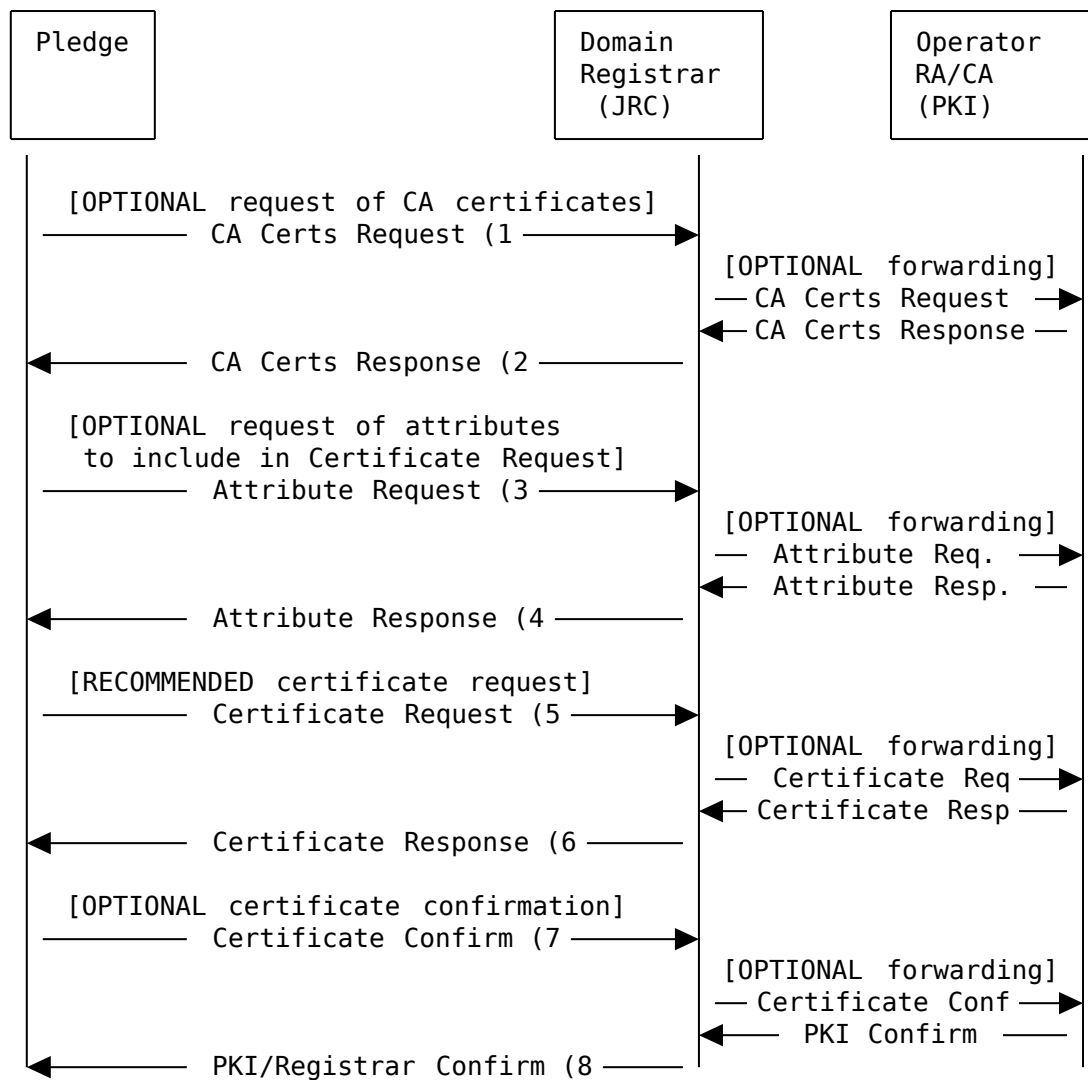 Pledge
Domain
Registrar
(JRC)
Operator
RA/CA
(PKI)
[OPTIONAL request of CA certificates]
CA Certs Request (1
[OPTIONAL forwarding]
CA Certs Request
CA Certs Response
CA Certs Response (2
[OPTIONAL request of attributes
to include in Certificate Request]
Attribute Request (3
[OPTIONAL forwarding]
Attribute Req.
Attribute Resp.
Attribute Response (4
[RECOMMENDED certificate request]
Certificate Request (5
[OPTIONAL forwarding]
Certificate Req
Certificate Resp
Certificate Response (6
[OPTIONAL certificate confirmation]
Certificate Confirm (7
[OPTIONAL forwarding]
Certificate Conf
PKI Confirm
PKI/Registrar Confirm (8